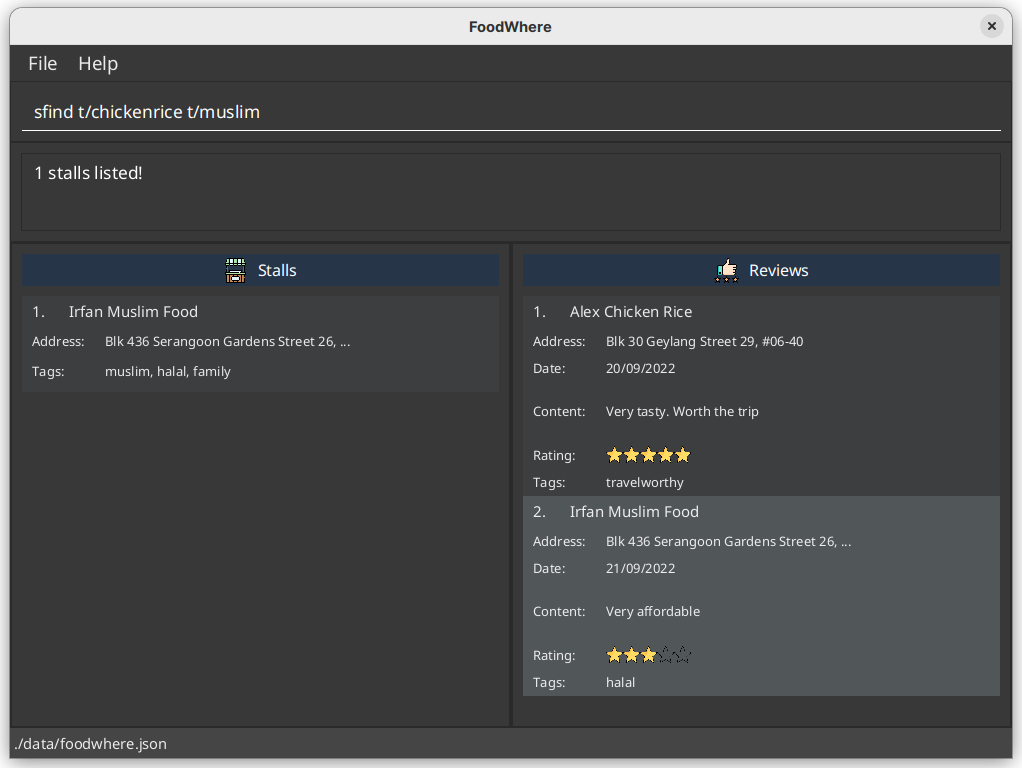 FoodWhere
File Help
sfind t/chickenrice t/muslim
1 stalls listed!
Stalls
1. Irfan Muslim Food
Address: Blk 436 Serangoon Gardens Street 26, ...
Tags: muslim, halal, family
Reviews
1. Alex Chicken Rice
Address: Blk 30 Geylang Street 29, #06-40
Date: 20/09/2022
Content: Very tasty. Worth the trip
Rating:
Tags: travelworthy
2. Irfan Muslim Food
Address: Blk 436 Serangoon Gardens Street 26, ...
Date: 21/09/2022
Content: Very affordable
Rating:
Tags: halal
./data/foodwhere.json